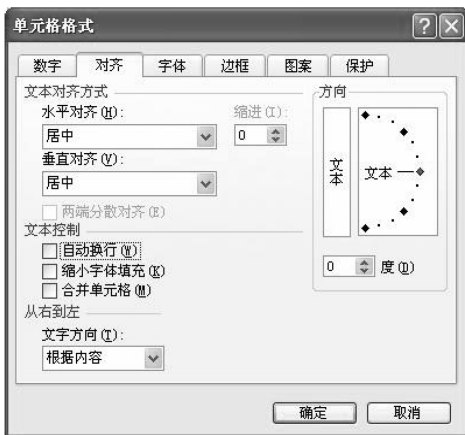 单元格格式
数字 对齐 字体 边框 图案 保护
文本对齐方式
水平对齐(H):
缩进(I):
居中
0
垂直对齐(V):
居中
两端分散对齐(E)
文本控制
自动换行(W)
缩小字体填充(K)
合并单元格(M)
从右到左
文字方向(T):
根据内容
方向
文本
文本
0 度(D)
确定 取消